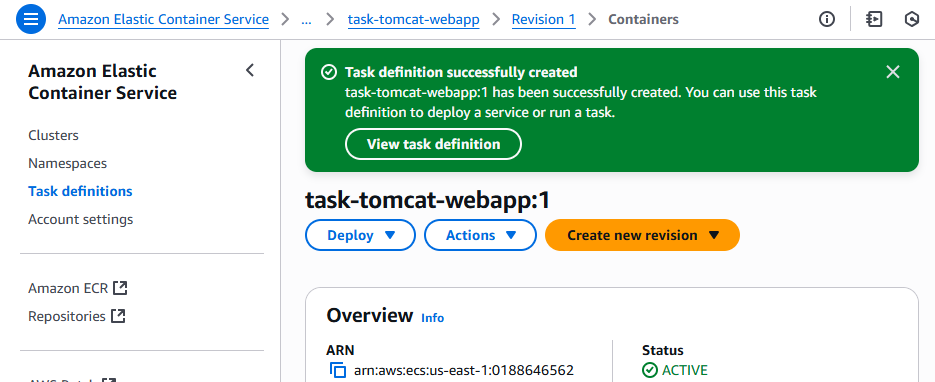 Amazon Elastic Container Service > ... > task-tomcat-webapp > Revision 1 > Containers
Amazon Elastic
Container Service
Clusters
Namespaces
Task definitions
Account settings
Amazon ECR
Repositories
Task definition successfully created
task-tomcat-webapp:1 has been successfully created. You can use this task
definition to deploy a service or run a task.
View task definition
task-tomcat-webapp:1
Deploy
Actions
Create new revision
Overview Info
ARN
arn:aws:ecs:us-east-1:0188646562
Status
ACTIVE